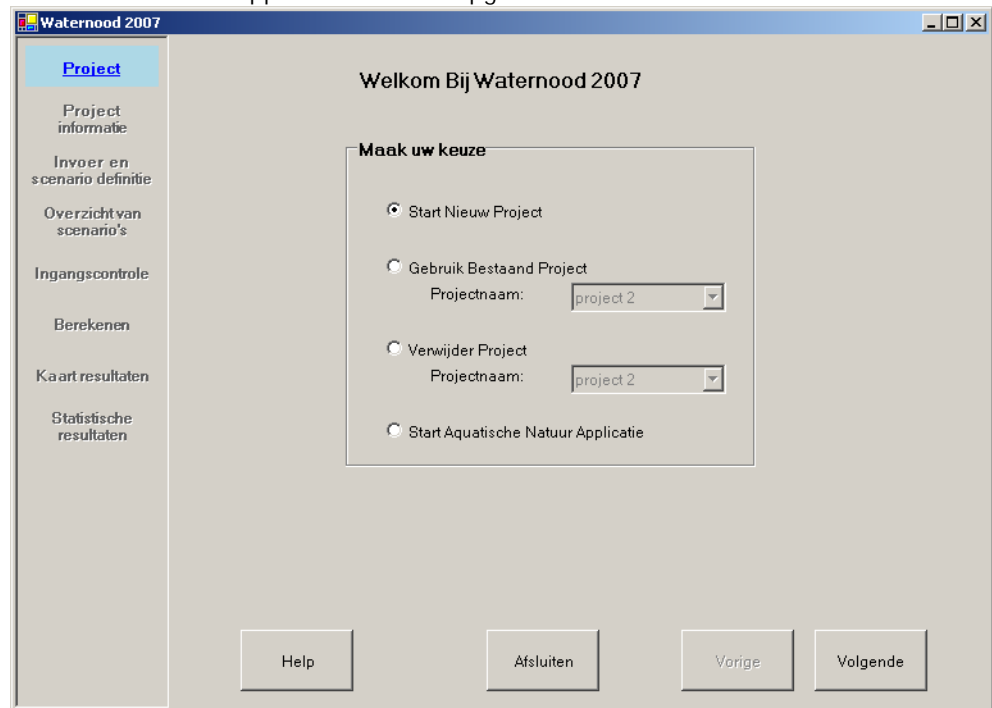 Waternood 2007
Project
Project
informatie
Invoer en
scenario definitie
Overzicht van
scenario's
Ingangscontrole
Berekenen
Kaart resultaten
Statistische
resultaten
Welkom Bij Waternood 2007
Maak uw keuze
Start Nieuw Project
Gebruik Bestaand Project
Projectnaam: project 2
Verwijder Project
Projectnaam: project 2
Start Aquatische Natuur Applicatie
Help Afsluiten Vorige Volgende